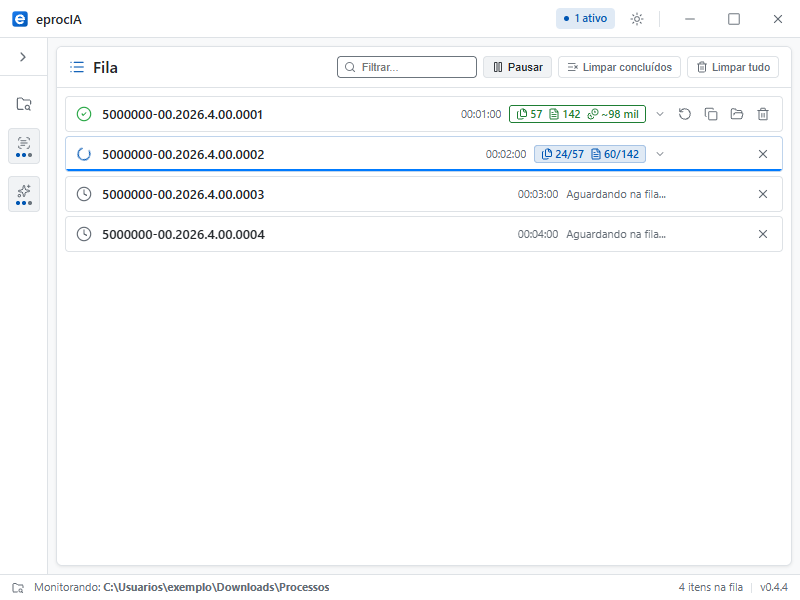 e eprocIA 1 ativo
Fila Filtrar... Pausar Limpar concluídos Limpar tudo
5000000-00.2026.4.00.0001 00:01:00 57 142 ~98 mil
5000000-00.2026.4.00.0002 00:02:00 24/57 60/142
5000000-00.2026.4.00.0003 00:03:00 Aguardando na fila...
5000000-00.2026.4.00.0004 00:04:00 Aguardando na fila...
Monitorando: C:\Usuarios\exemplo\Downloads\Processos 4 itens na fila v0.4.4